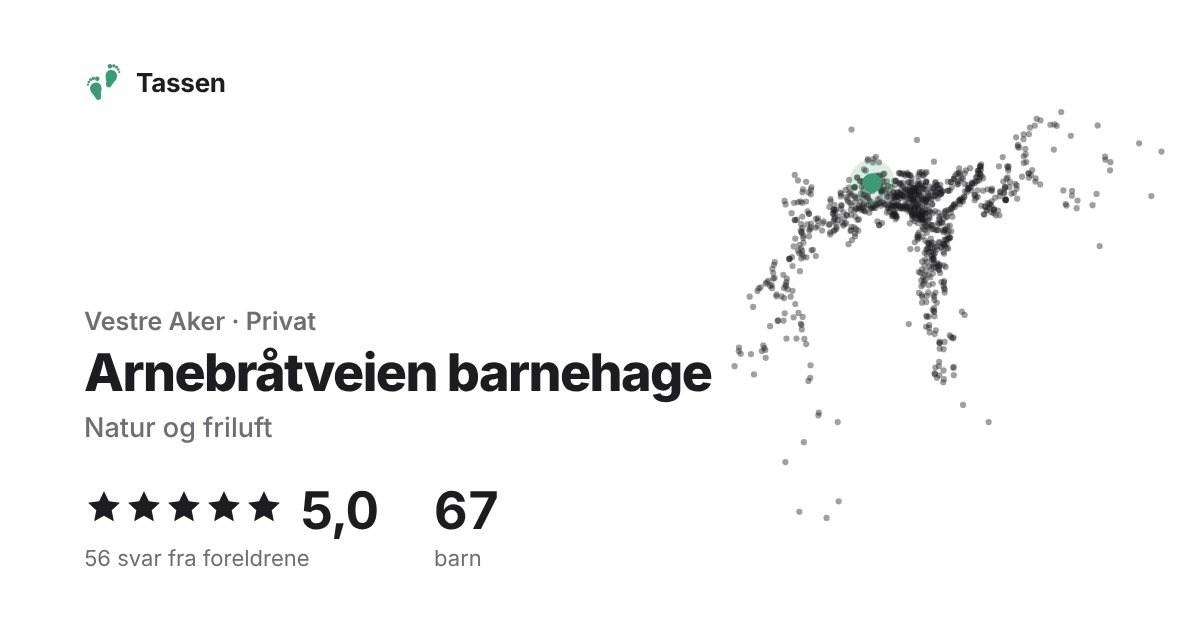 Tassen
Vestre Aker · Privat
Arnebråtveien barnehage
Natur og friluft
5,0
67
56 svar fra foreldrene
barn